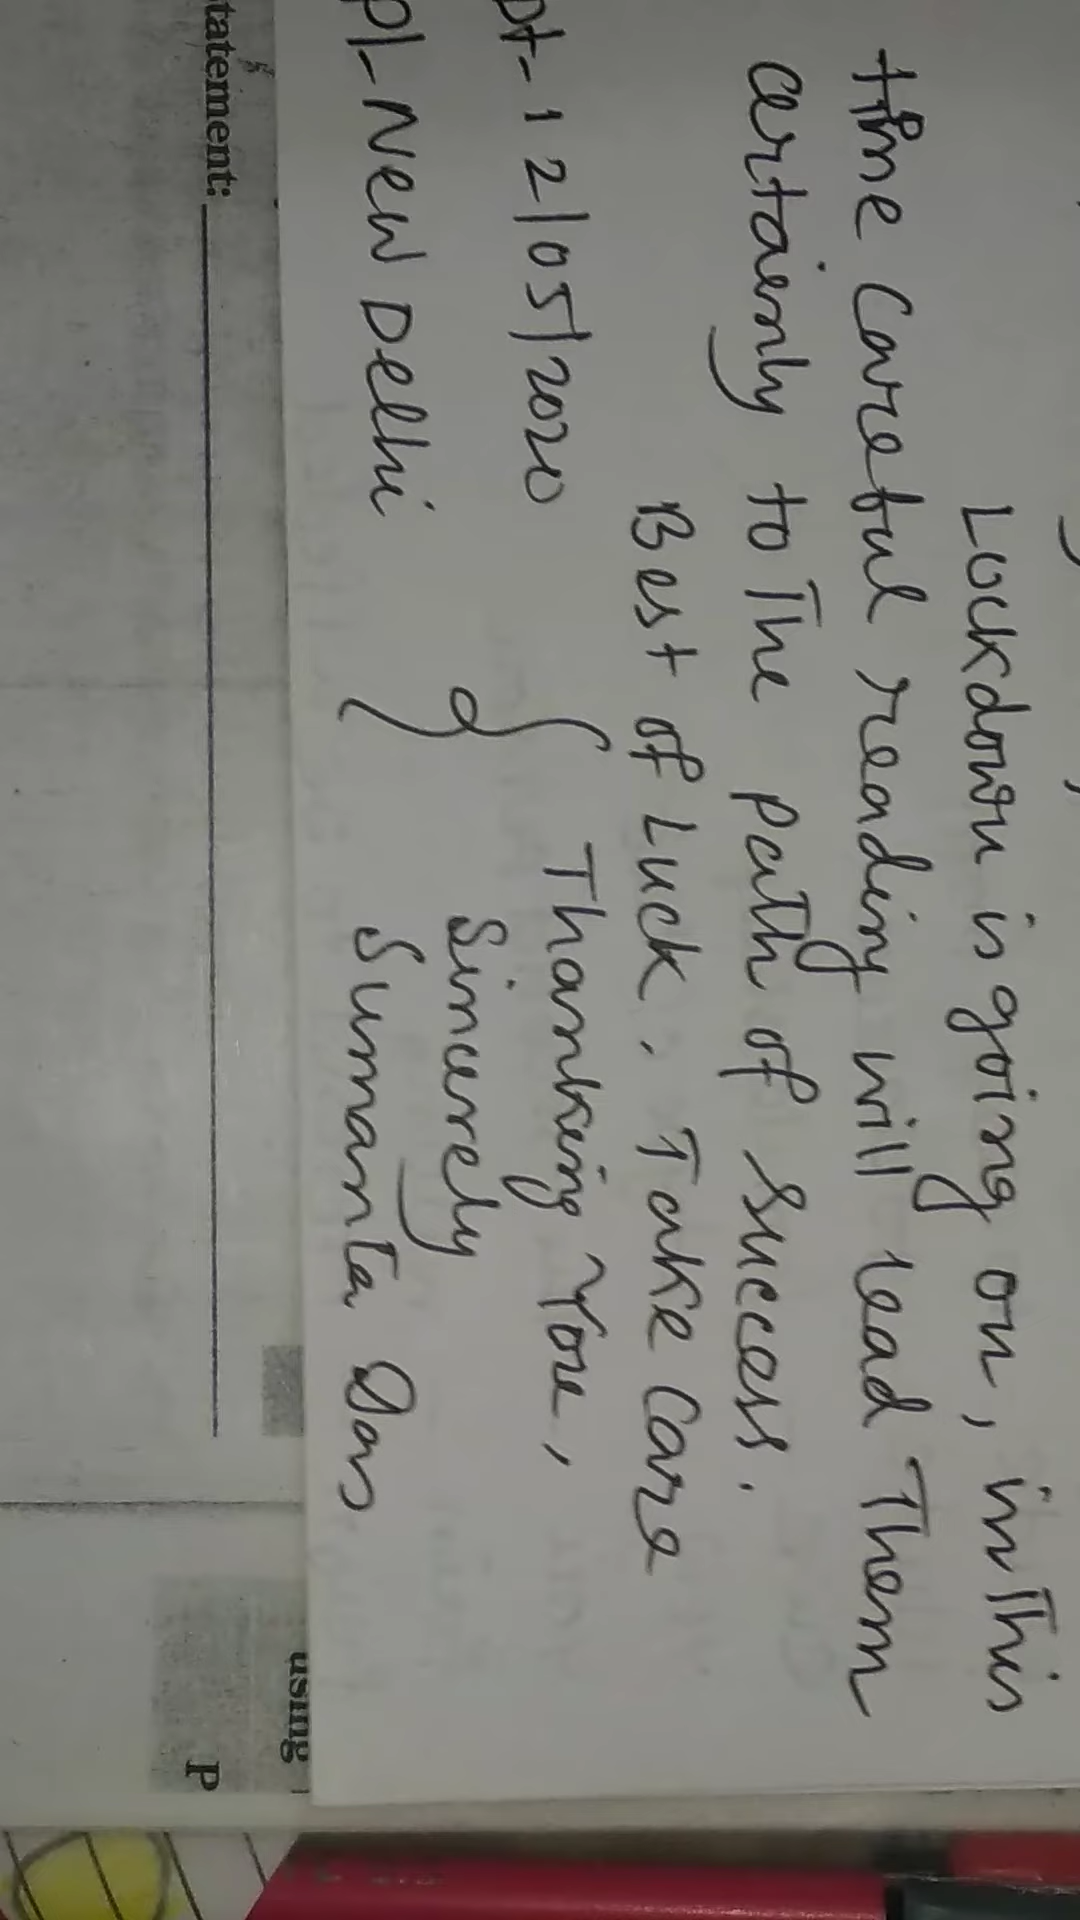 Lockdown is going on, in This
time Careful reading will lead Them
certainly to The path of success.
Best of Luck. Take Care
Dt- 12/05/2020
Thanking You,
Sincerely
Pl- New Delhi
Sumanta Das
tatement:
using
P